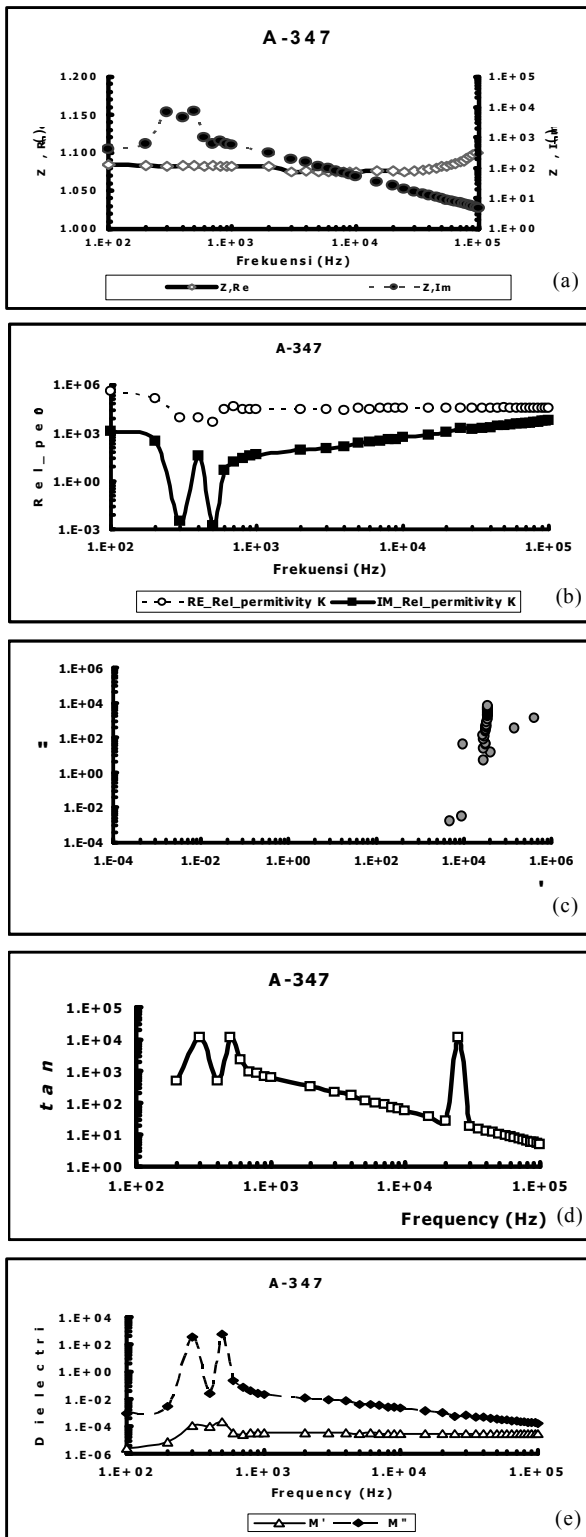 A-347
1.200
1.150
1.100
1.050
1.000
1.E+05
1.E+04
1.E+03
1.E+02
1.E+01
1.E+00
1.E+02 1.E+03 1.E+04 1.E+05
Frekuensi (Hz)
Z,Re Z,Im
(a)
A-347
1.E+06
1.E+03
1.E+00
1.E-03
1.E+02 1.E+03 1.E+04 1.E+05
Frekuensi (Hz)
RE_Rel_permitivity K IM_Rel_permitivity K
(b)
1.E+06
1.E+04
1.E+02
1.E+00
1.E-02
1.E-04
"
1.E-04 1.E-02 1.E+00 1.E+02 1.E+04 1.E+06
'
(c)
A-347
tan
1.E+05
1.E+04
1.E+03
1.E+02
1.E+01
1.E+00
1.E+02 1.E+03 1.E+04 1.E+05
Frequency (Hz)
(d)
A-347
Dielectri
1.E+04
1.E+02
1.E+00
1.E-02
1.E-04
1.E-06
1.E+02 1.E+03 1.E+04 1.E+05
Frequency (Hz)
M' M"
(e)